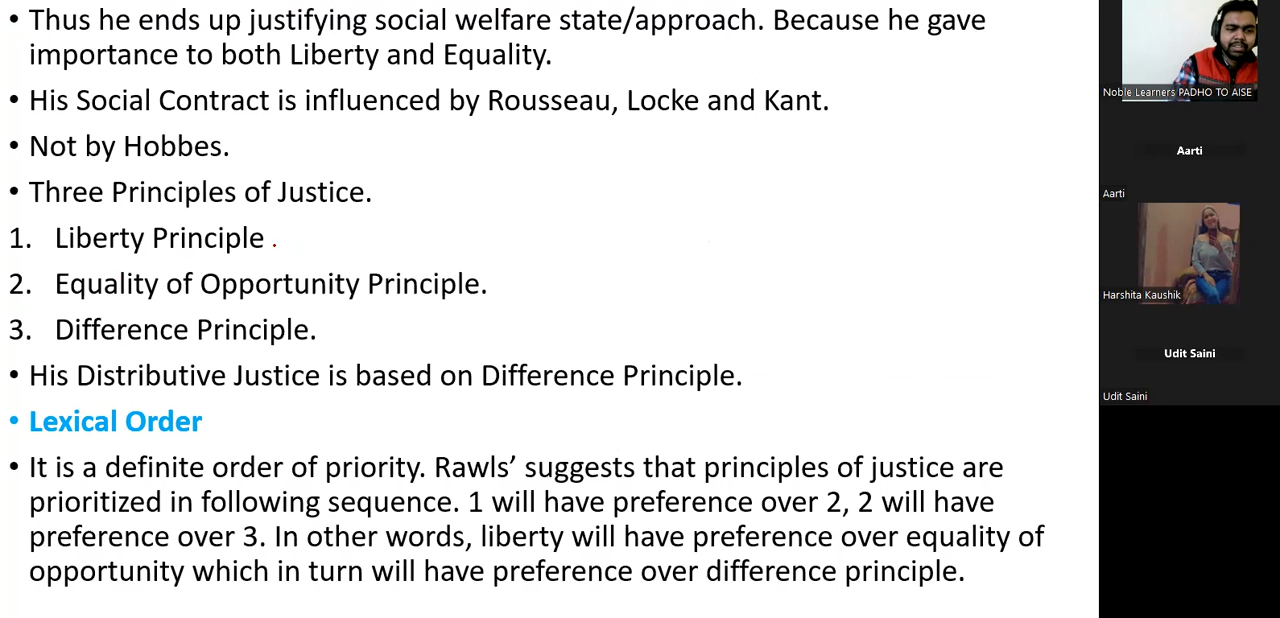 • Thus he ends up justifying social welfare state/approach. Because he gave
importance to both Liberty and Equality.
• His Social Contract is influenced by Rousseau, Locke and Kant.
• Not by Hobbes.
• Three Principles of Justice.
1. Liberty Principle .
2. Equality of Opportunity Principle.
3. Difference Principle.
• His Distributive Justice is based on Difference Principle.
• Lexical Order
• It is a definite order of priority. Rawls’ suggests that principles of justice are
prioritized in following sequence. 1 will have preference over 2, 2 will have
preference over 3. In other words, liberty will have preference over equality of
opportunity which in turn will have preference over difference principle.
Noble Learners PADHO TO AISE
Aarti
Aarti
Harshita Kaushik
Udit Saini
Udit Saini